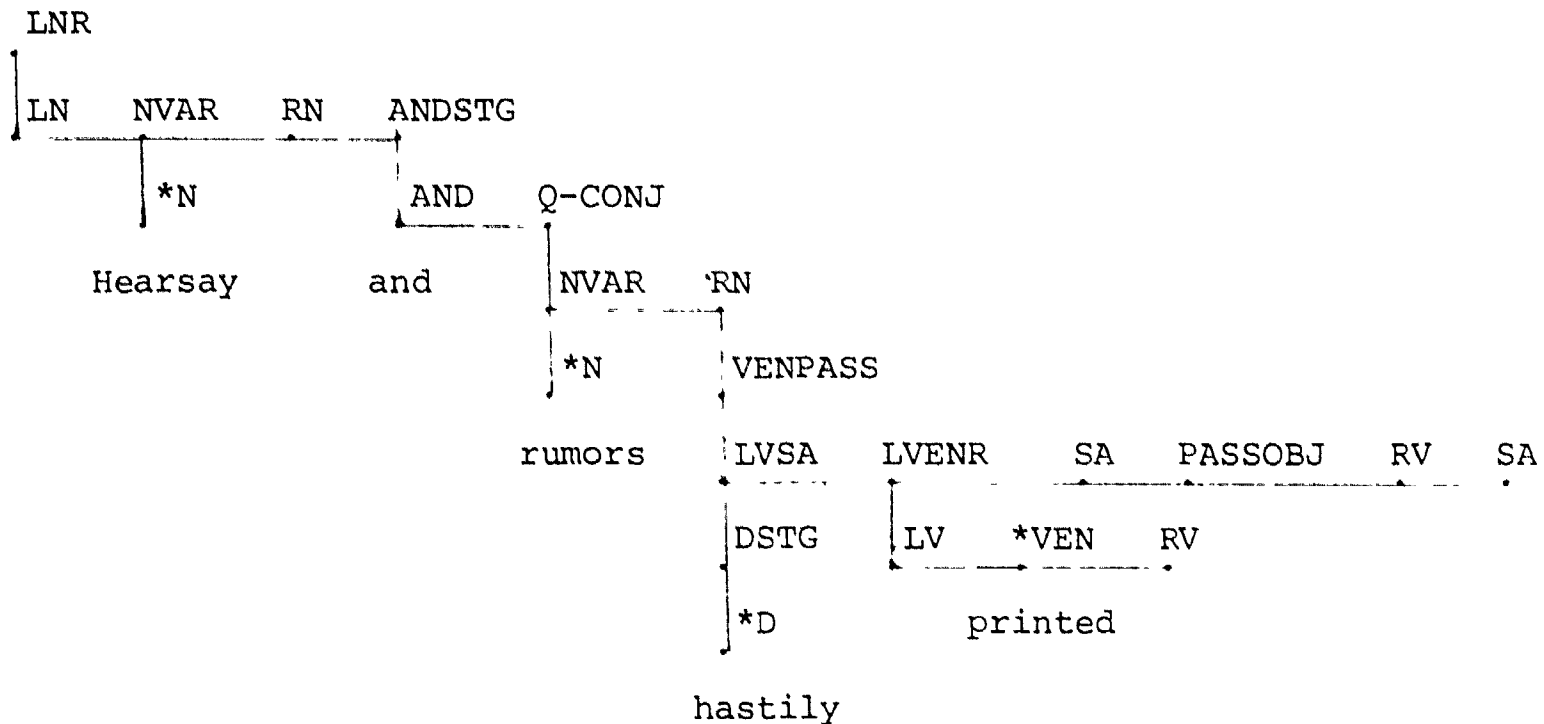 LNR
LN NVAR RN ANDSTG
*N AND Q-CONJ
Hearsay and NVAR RN
*N VENPASS
rumors LVSA LVENR SA PASSOBJ RV SA
DSTG LV *VEN RV
*D printed
hastily